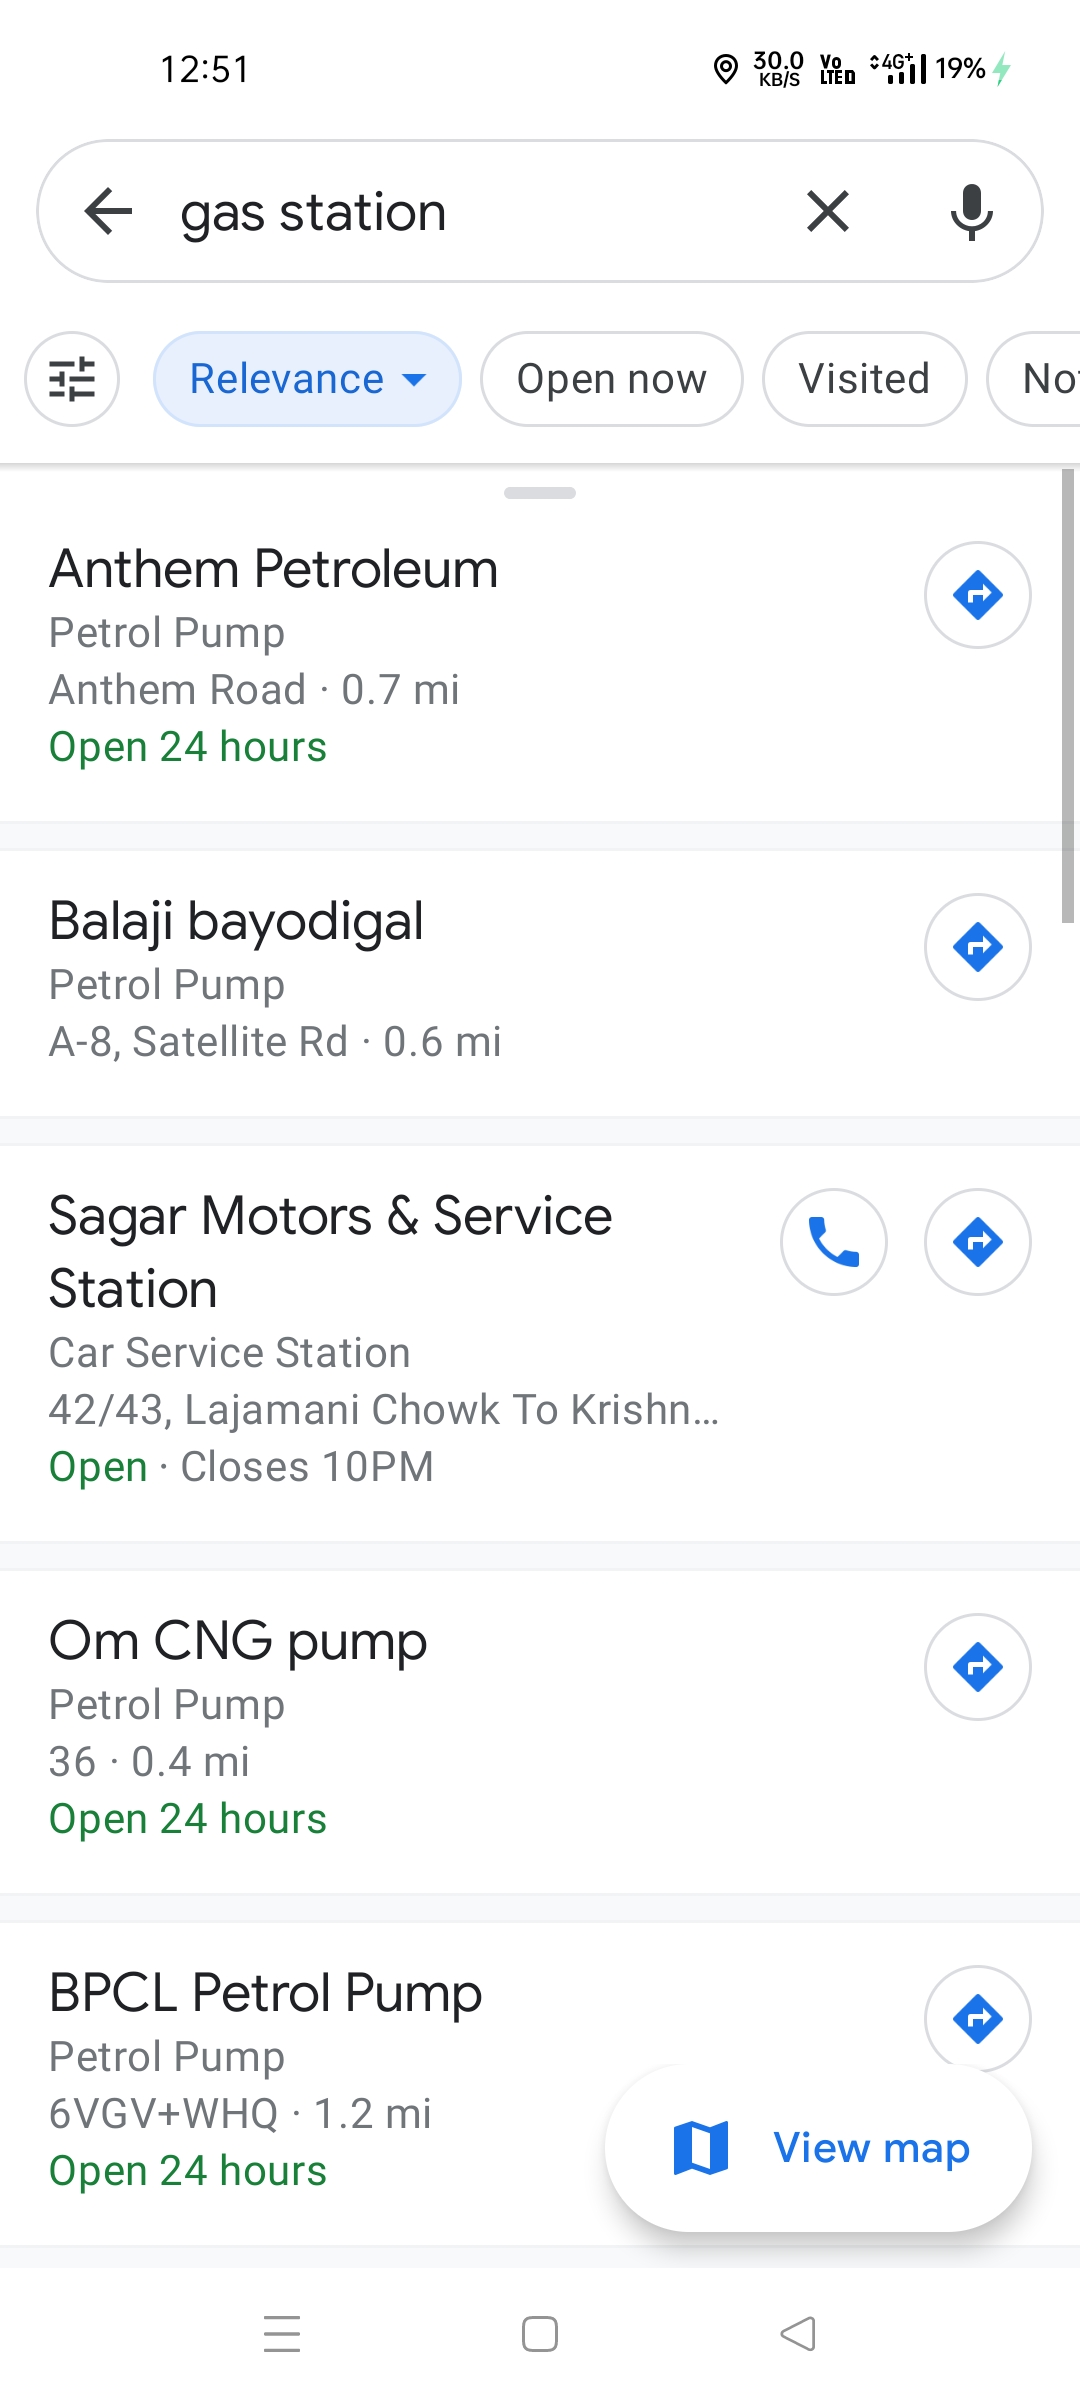 12:51
30.0 KB/S Vo LTE D 4G+ 19%
gas station
Relevance Open now Visited
Anthem Petroleum
Petrol Pump
Anthem Road · 0.7 mi
Open 24 hours
Balaji bayodigal
Petrol Pump
A-8, Satellite Rd · 0.6 mi
Sagar Motors & Service
Station
Car Service Station
42/43, Lajamani Chowk To Krishn...
Open · Closes 10PM
Om CNG pump
Petrol Pump
36 · 0.4 mi
Open 24 hours
BPCL Petrol Pump
Petrol Pump
6VGV+WHQ · 1.2 mi
Open 24 hours
View map